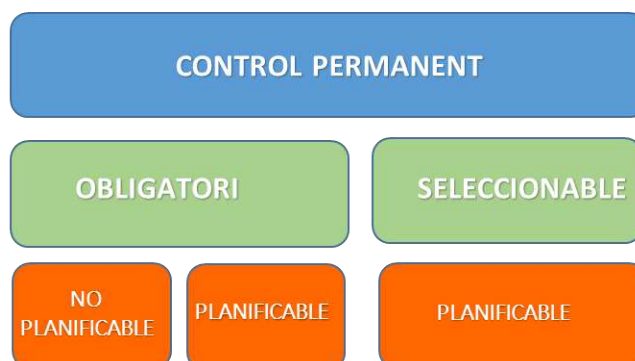 CONTROL PERMANENT
OBLIGATORI
SELECCIONABLE
NO
PLANIFICABLE
PLANIFICABLE
PLANIFICABLE